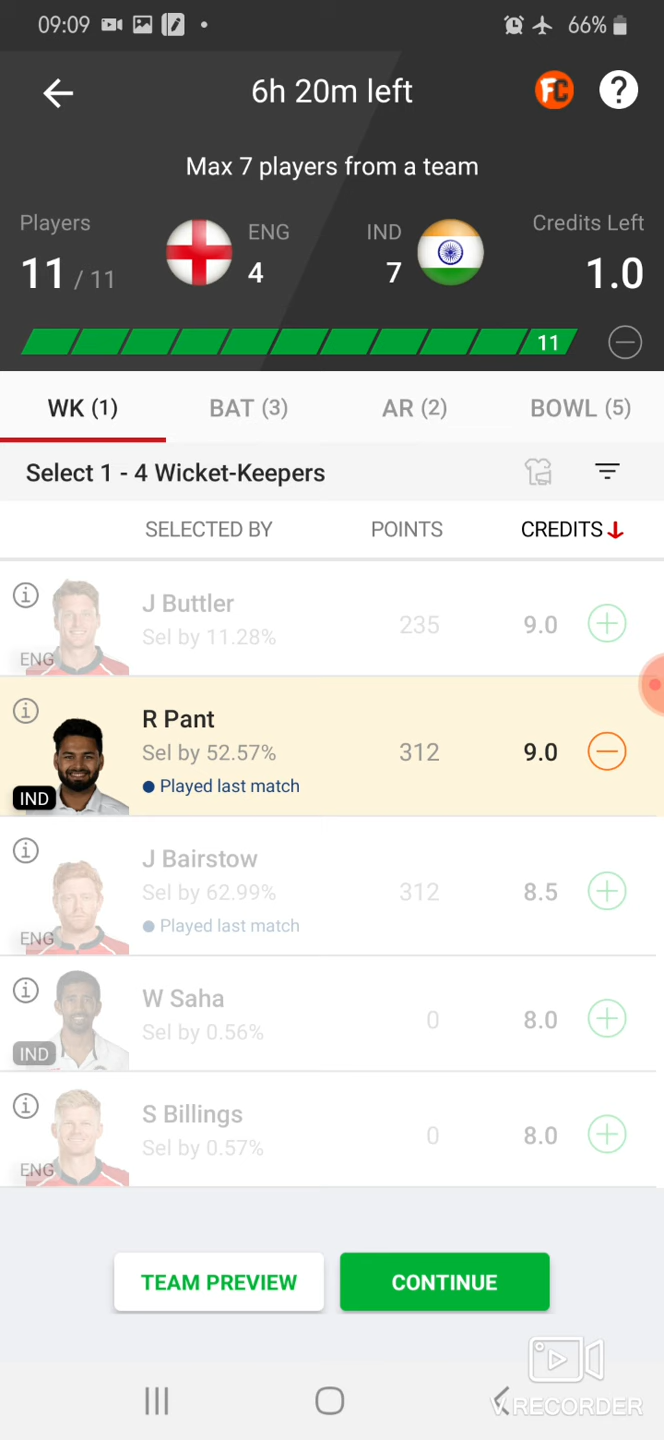 09:09 66%
6h 20m left FC ?
Max 7 players from a team
Players ENG IND Credits Left
11 / 11 4 7 1.0
11
WK (1) BAT (3) AR (2) BOWL (5)
Select 1 - 4 Wicket-Keepers
SELECTED BY POINTS CREDITS
J Buttler
Sel by 11.28% 235 9.0
ENG
R Pant
Sel by 52.57% 312 9.0
Played last match
IND
J Bairstow
Sel by 62.99% 312 8.5
Played last match
ENG
W Saha
Sel by 0.56% 0 8.0
IND
S Billings
Sel by 0.57% 0 8.0
ENG
TEAM PREVIEW CONTINUE
V RECORDER